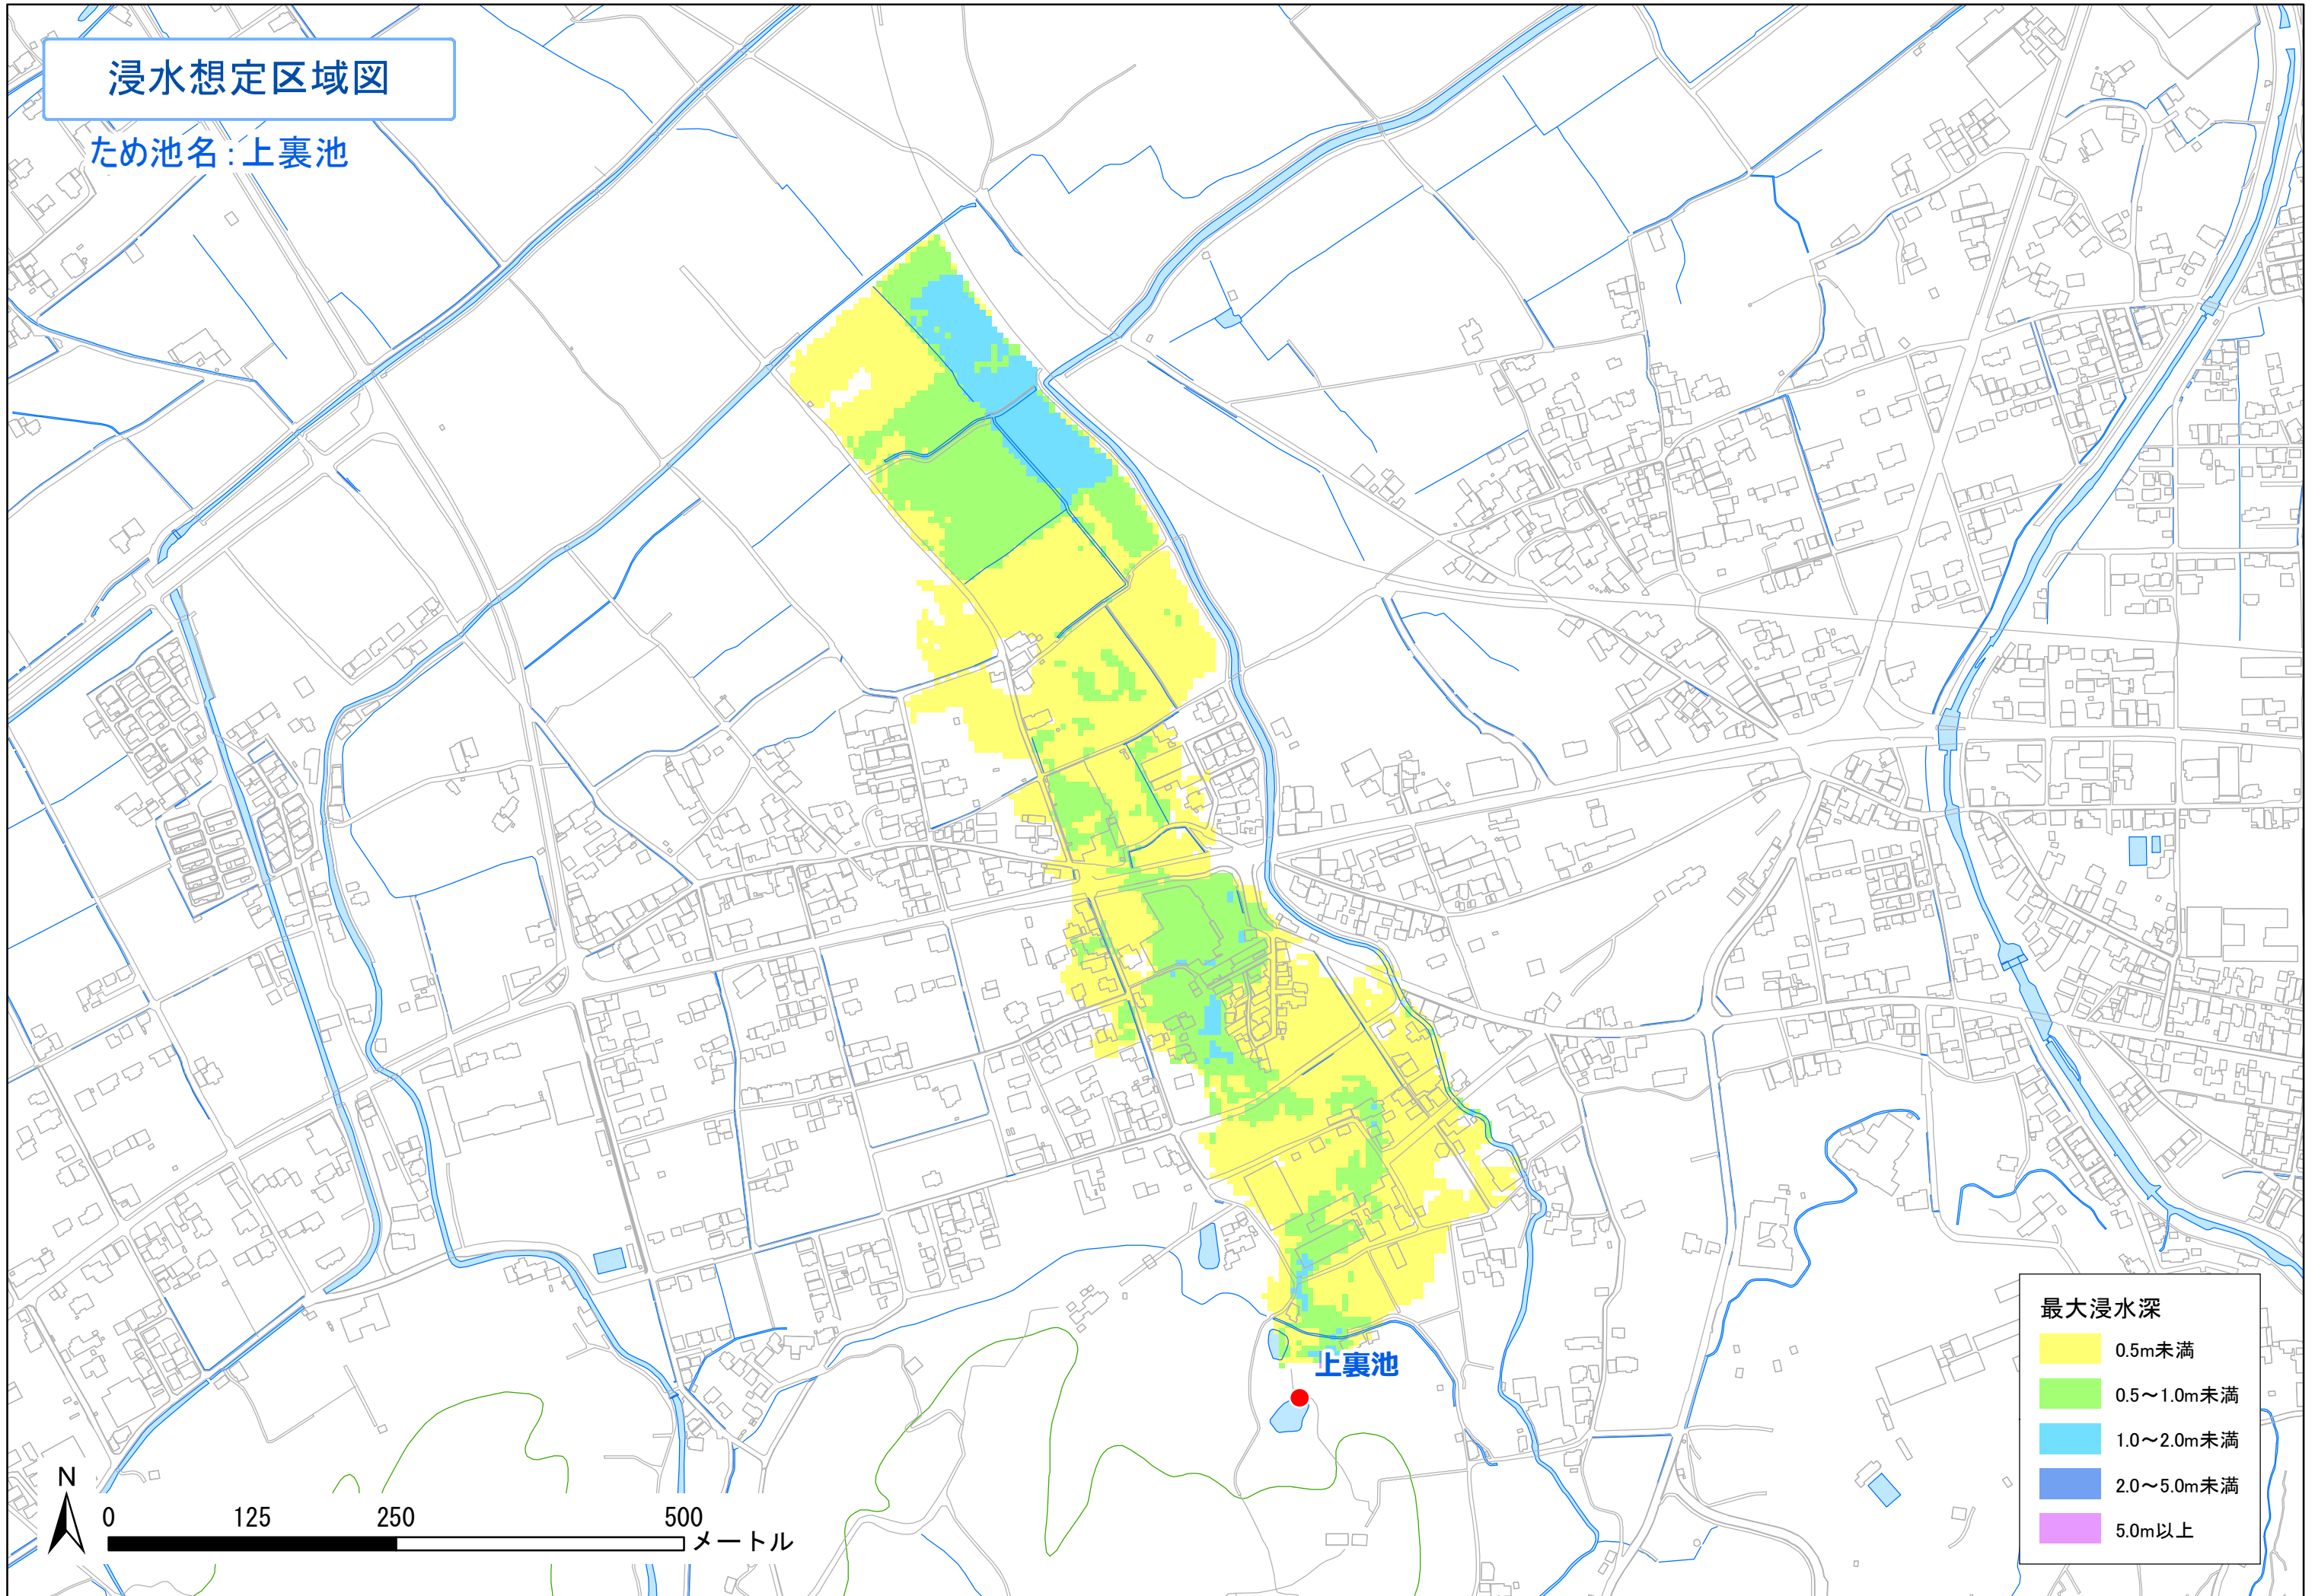 浸水想定区域図
ため池名：上裏池
上裏池
最大浸水深
0.5m未満
0.5～1.0m未満
1.0～2.0m未満
2.0～5.0m未満
5.0m以上
N
0 125 250 500
メートル